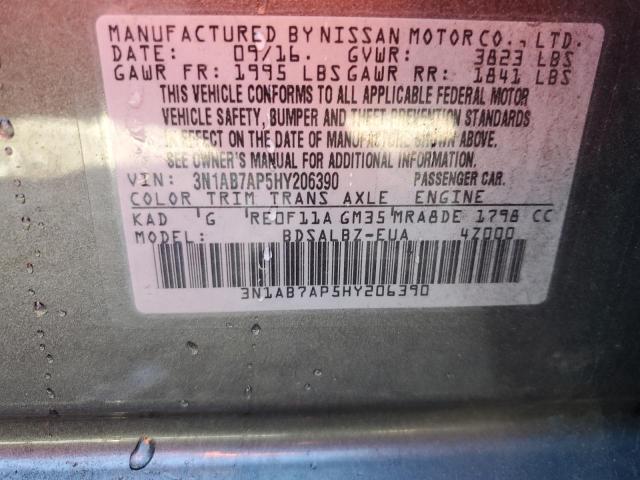 MANUFACTURED BY NISSAN MOTOR CO., LTD.
DATE: 09/16. GVWR: 3823 LBS
GAWR FR: 1995 LBS GAWR RR: 1841 LBS
THIS VEHICLE CONFORMS TO ALL APPLICABLE FEDERAL MOTOR
VEHICLE SAFETY, BUMPER AND THEFT PREVENTION STANDARDS
IN EFFECT ON THE DATE OF MANUFACTURE SHOWN ABOVE.
SEE OWNER'S MANUAL FOR ADDITIONAL INFORMATION.
VIN: 3N1AB7AP5HY206390 PASSENGER CAR.
COLOR TRIM TRANS AXLE ENGINE
KAD G RE0F11A GM35 MRA8DE 1798 CC
MODEL: BDSALBZ-EUA 47000
3N1AB7AP5HY206390